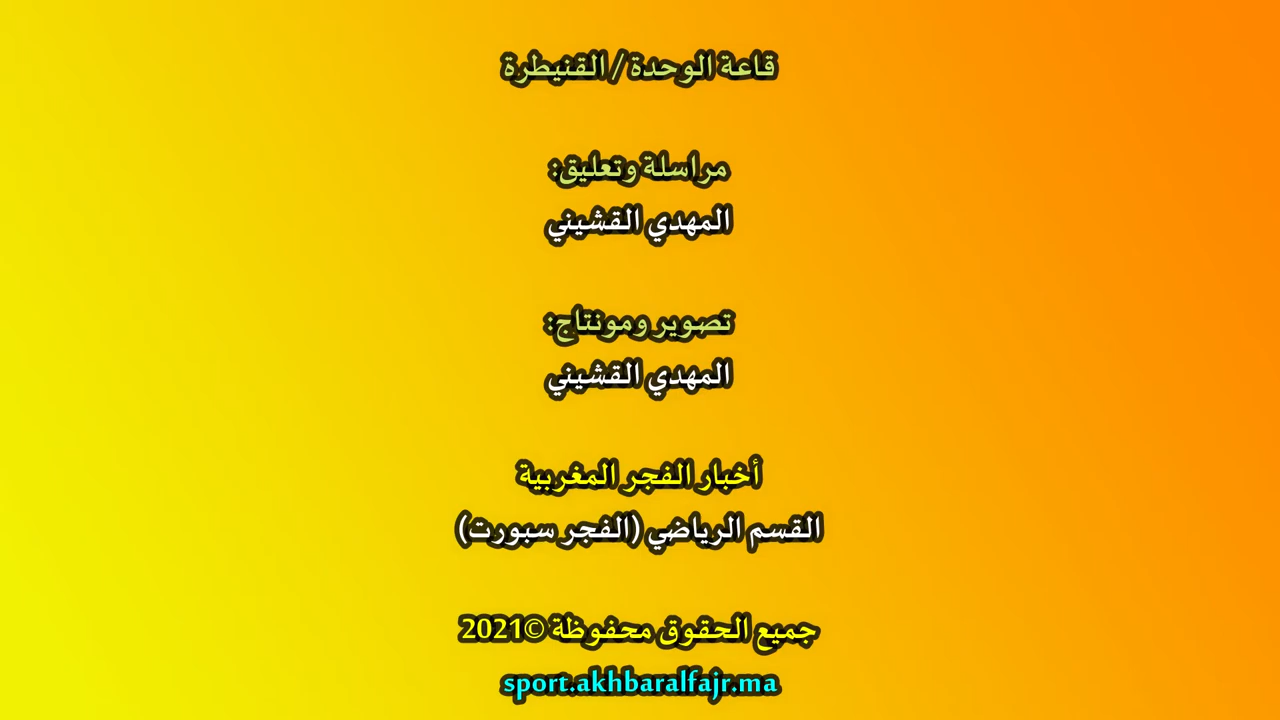 قاعة الوحدة / القنيطرة
مراسلة وتعليق:
المهدي القشيني
تصوير ومونتاج:
المهدي القشيني
أخبار الفجر المغربية
القسم الرياضي (الفجر سبورت)
جميع الحقوق محفوظة ©2021
sport.akhbaralfajr.ma